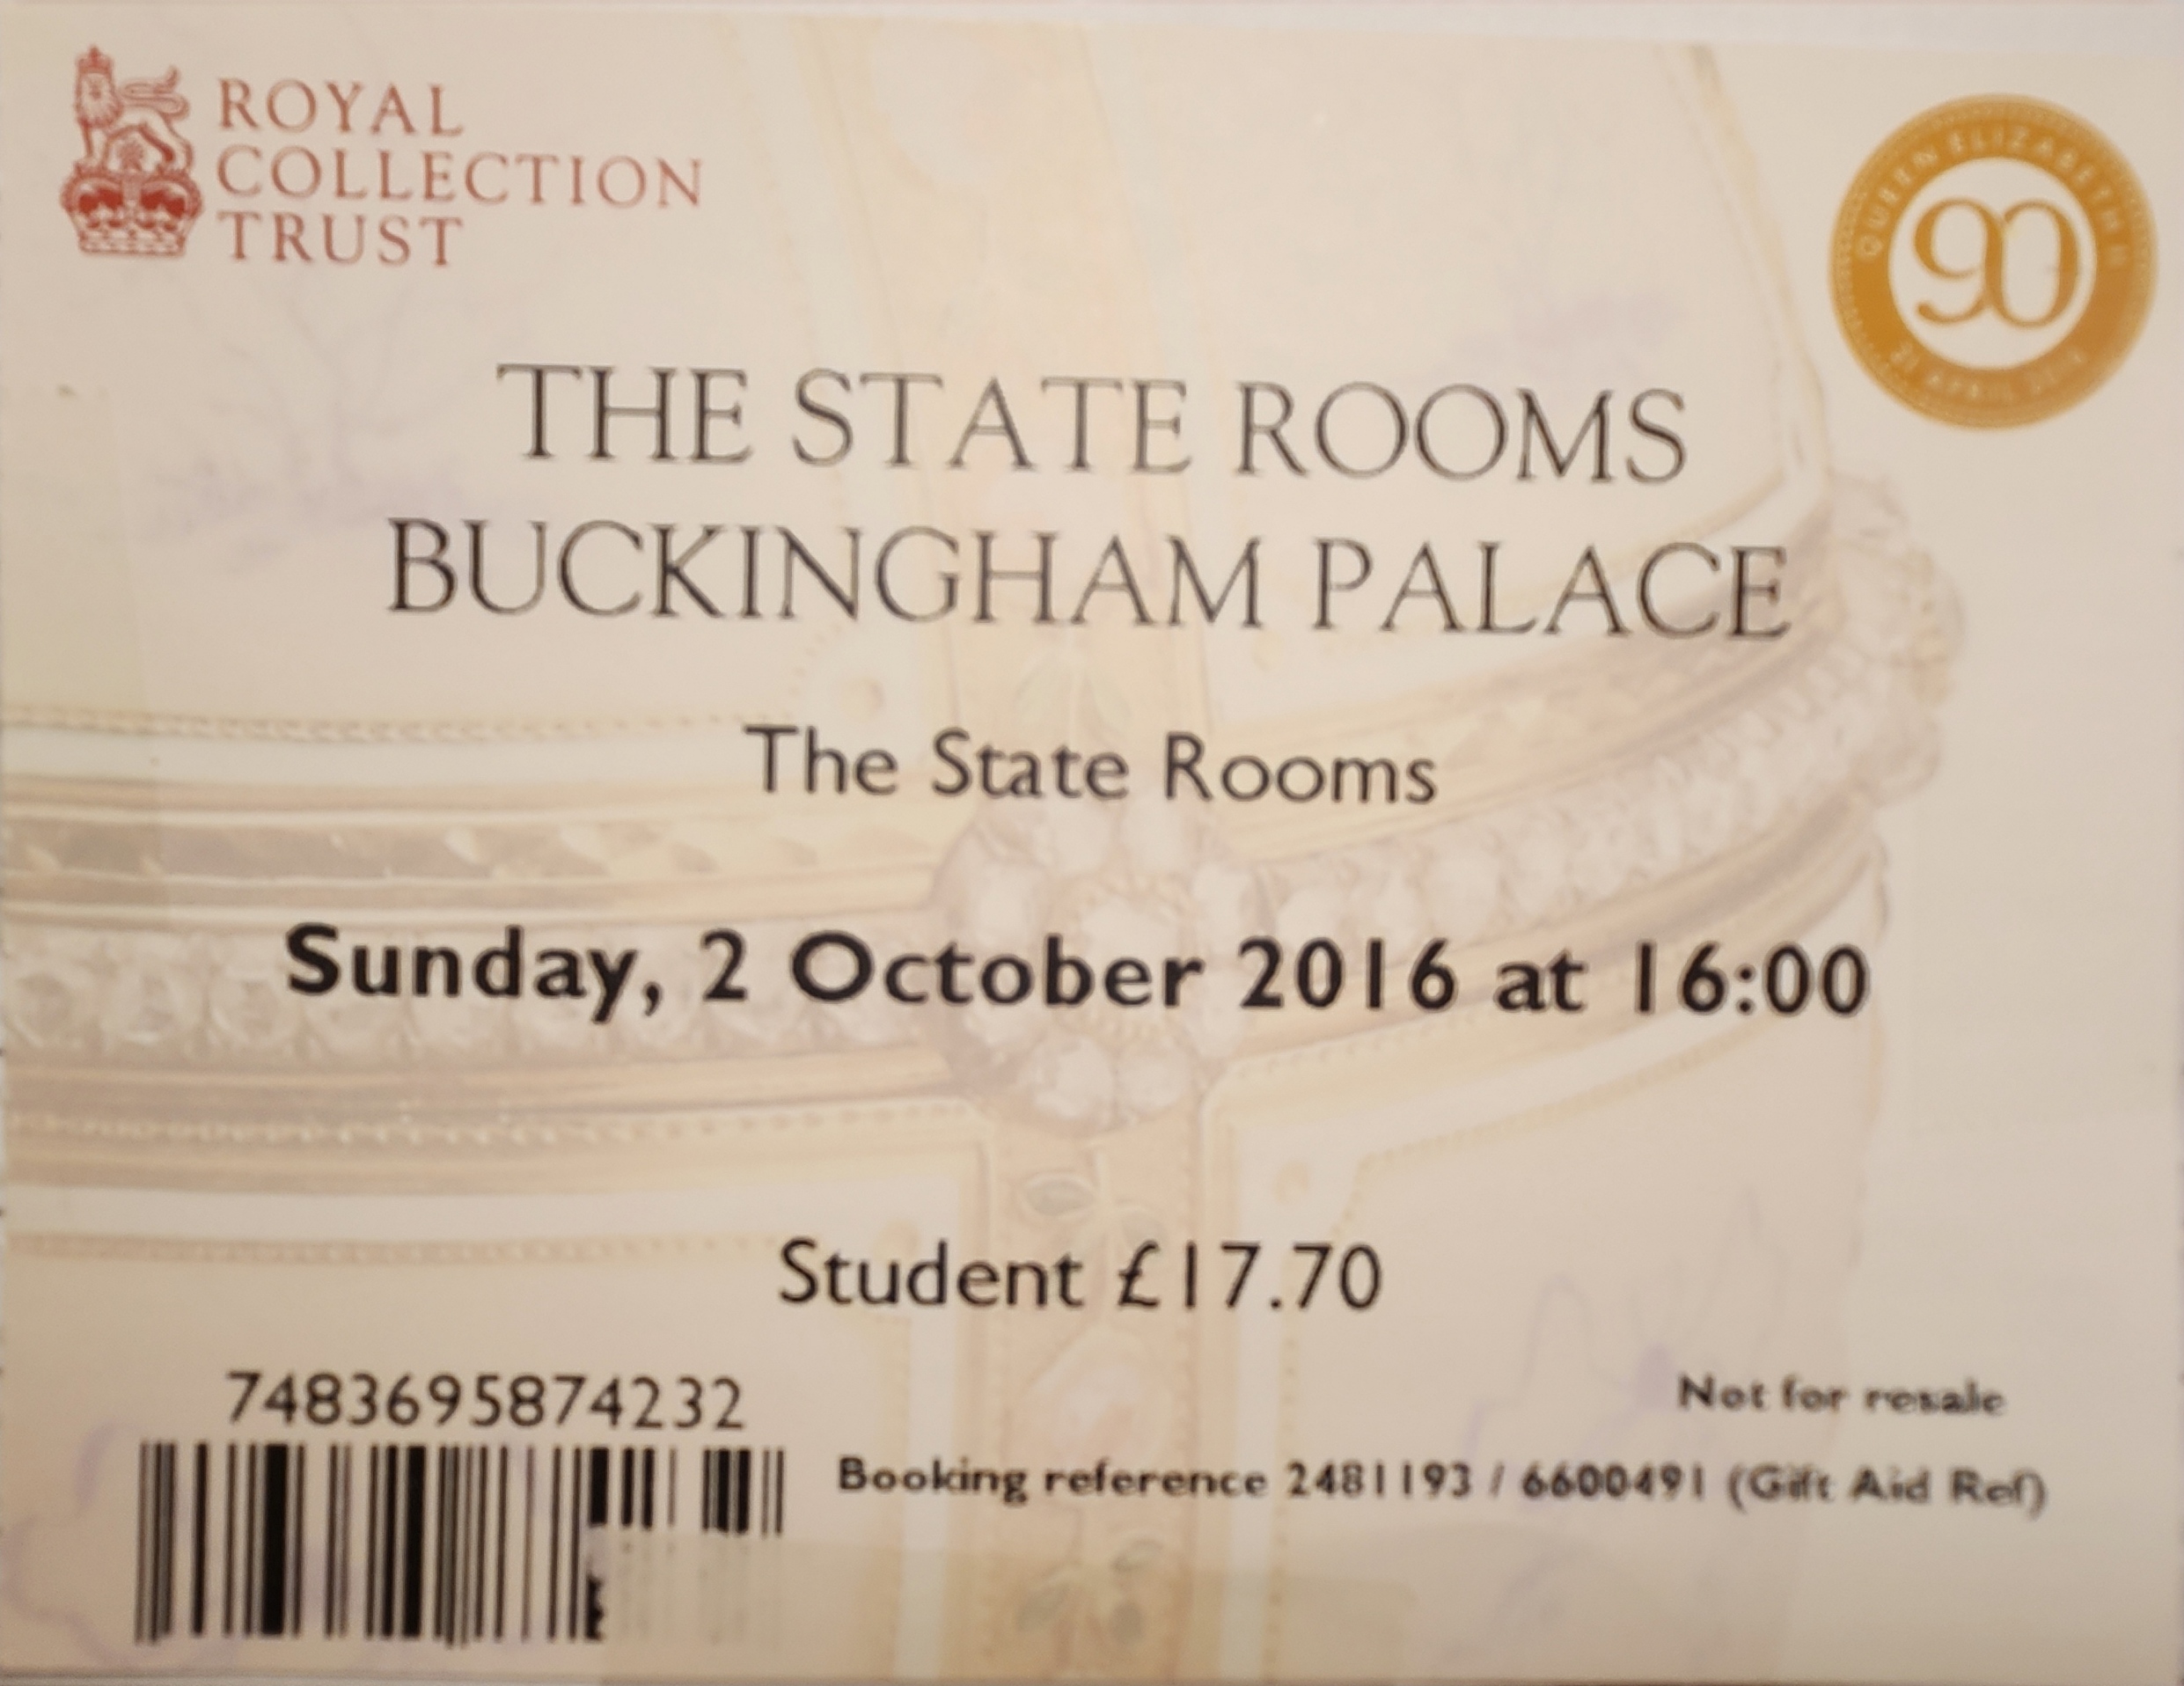 ROYAL
COLLECTION
TRUST
QUEEN ELIZABETH II
90
21 APRIL 2016
THE STATE ROOMS
BUCKINGHAM PALACE
The State Rooms
Sunday, 2 October 2016 at 16:00
Student £17.70
7483695874232
Not for resale
Booking reference 2481193 / 6600491 (Gift Aid Ref)